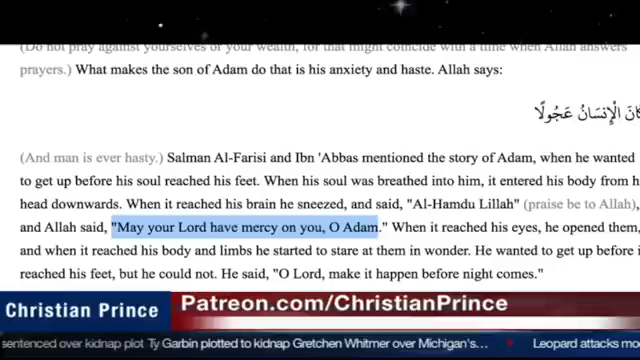 (Do not pray against yourselves or your wealth, for that might coincide with a time when Allah answers
prayers.) What makes the son of Adam do that is his anxiety and haste. Allah says:
كَانَ الْإِنْسَانُ عَجُولًا
(And man is ever hasty.) Salman Al-Farisi and Ibn 'Abbas mentioned the story of Adam, when he wanted
to get up before his soul reached his feet. When his soul was breathed into him, it entered his body from his
head downwards. When it reached his brain he sneezed, and said, "Al-Hamdu Lillah" (praise be to Allah),
and Allah said, "May your Lord have mercy on you, O Adam." When it reached his eyes, he opened them,
and when it reached his body and limbs he started to stare at them in wonder. He wanted to get up before it
reached his feet, but he could not. He said, "O Lord, make it happen before night comes."
Christian Prince
Patreon.com/ChristianPrince
sentenced over kidnap plot Ty Garbin plotted to kidnap Gretchen Whitmer over Michigan's... Leopard attacks mo